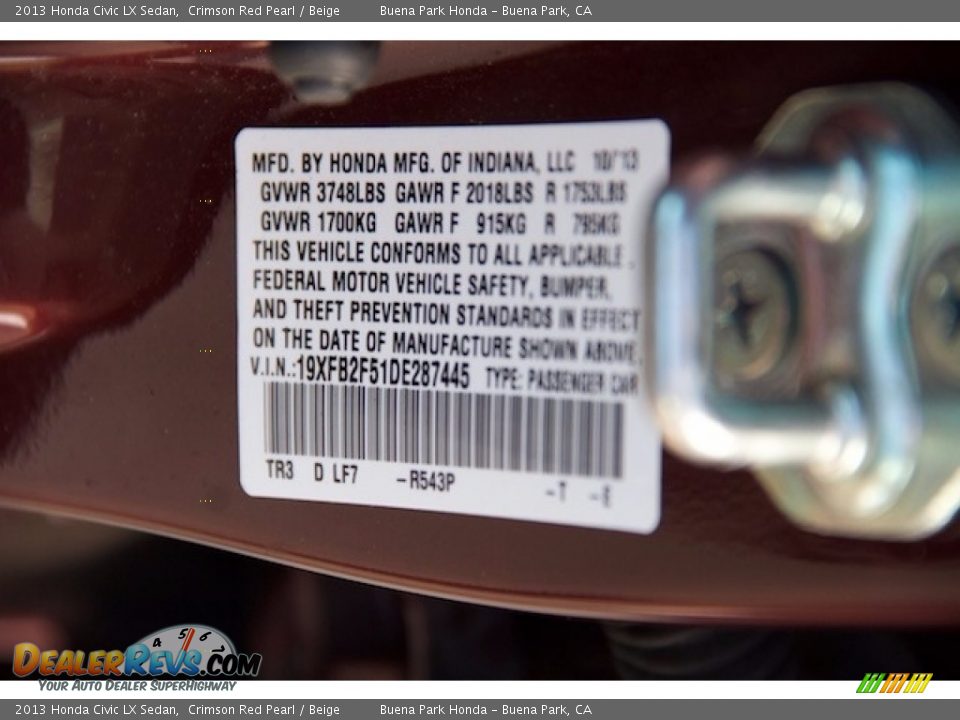 2013 Honda Civic LX Sedan, Crimson Red Pearl / Beige Buena Park Honda – Buena Park, CA
MFD. BY HONDA MFG. OF INDIANA, LLC 10/'13
GVWR 3748LBS GAWR F 2018LBS R 1753LBS
GVWR 1700KG GAWR F 915KG R 795KG
THIS VEHICLE CONFORMS TO ALL APPLICABLE
FEDERAL MOTOR VEHICLE SAFETY, BUMPER,
AND THEFT PREVENTION STANDARDS IN EFFECT
ON THE DATE OF MANUFACTURE SHOWN ABOVE.
V.I.N.:19XFB2F51DE287445 TYPE: PASSENGER CAR
TR3 D LF7 –R543P
–T –E
4 5 6
DEALERREVS.COM
YOUR AUTO DEALER SUPERHIGHWAY
2013 Honda Civic LX Sedan, Crimson Red Pearl / Beige Buena Park Honda – Buena Park, CA